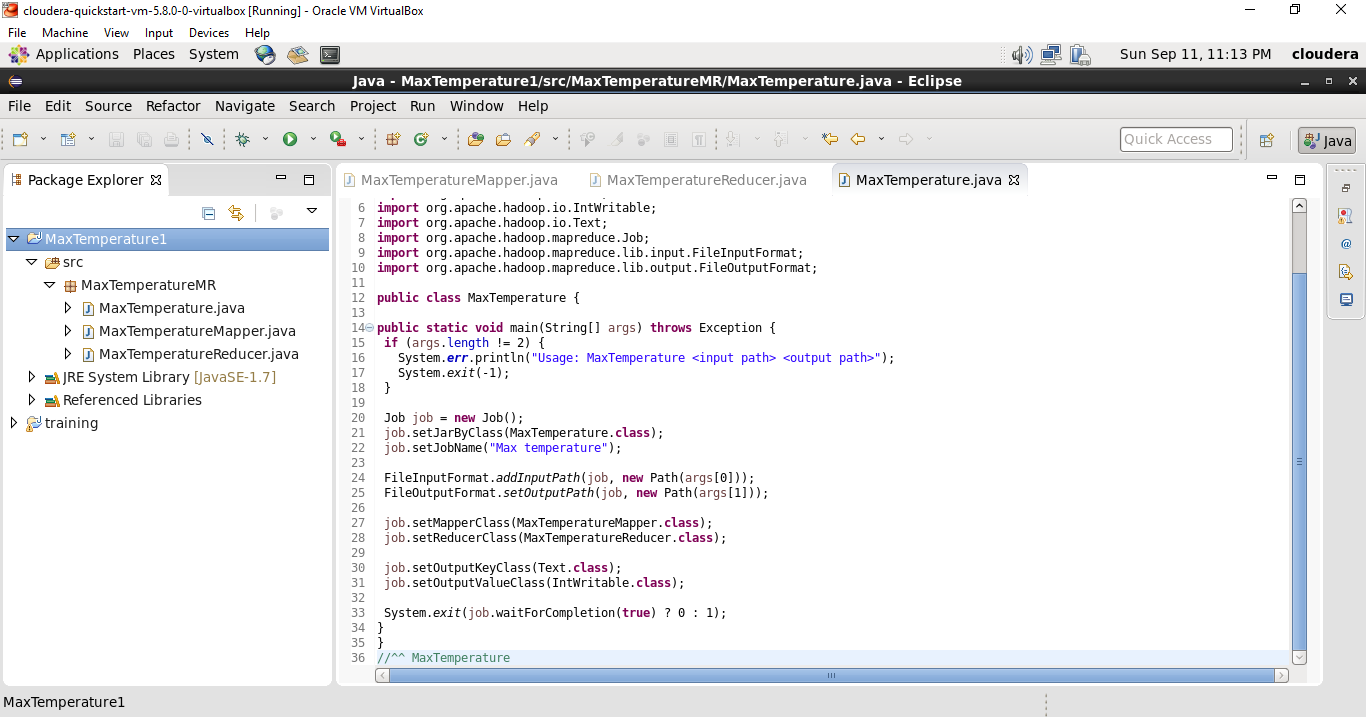 cloudera-quickstart-vm-5.8.0-0-virtualbox [Running] - Oracle VM VirtualBox
File Machine View Input Devices Help
Applications Places System Sun Sep 11, 11:13 PM cloudera
Java - MaxTemperature1/src/MaxTemperatureMR/MaxTemperature.java - Eclipse
File Edit Source Refactor Navigate Search Project Run Window Help
Quick Access Java
Package Explorer
MaxTemperature1
src
MaxTemperatureMR
MaxTemperature.java
MaxTemperatureMapper.java
MaxTemperatureReducer.java
JRE System Library [JavaSE-1.7]
Referenced Libraries
training
MaxTemperatureMapper.java MaxTemperatureReducer.java MaxTemperature.java
6 import org.apache.hadoop.io.IntWritable;
7 import org.apache.hadoop.io.Text;
8 import org.apache.hadoop.mapreduce.Job;
9 import org.apache.hadoop.mapreduce.lib.input.FileInputFormat;
10 import org.apache.hadoop.mapreduce.lib.output.FileOutputFormat;
11
12 public class MaxTemperature {
13
14 public static void main(String[] args) throws Exception {
15 if (args.length != 2) {
16 System.err.println("Usage: MaxTemperature <input path> <output path>");
17 System.exit(-1);
18 }
19
20 Job job = new Job();
21 job.setJarByClass(MaxTemperature.class);
22 job.setJobName("Max temperature");
23
24 FileInputFormat.addInputPath(job, new Path(args[0]));
25 FileOutputFormat.setOutputPath(job, new Path(args[1]));
26
27 job.setMapperClass(MaxTemperatureMapper.class);
28 job.setReducerClass(MaxTemperatureReducer.class);
29
30 job.setOutputKeyClass(Text.class);
31 job.setOutputValueClass(IntWritable.class);
32
33 System.exit(job.waitForCompletion(true) ? 0 : 1);
34 }
35 }
36 //^^ MaxTemperature
MaxTemperature1